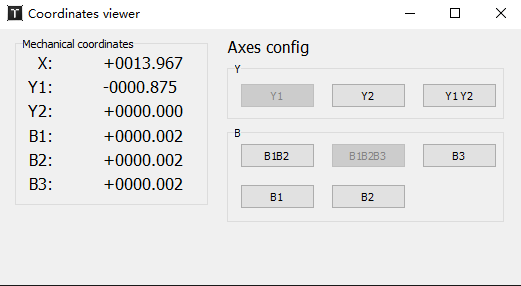 Coordinates viewer
Mechanical coordinates
X: +0013.967
Y1: -0000.875
Y2: +0000.000
B1: +0000.002
B2: +0000.002
B3: +0000.002
Axes config
Y
Y1 Y2 Y1 Y2
B
B1B2 B1B2B3 B3
B1 B2